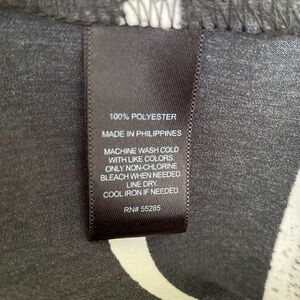 100% POLYESTER
MADE IN PHILIPPINES
MACHINE WASH COLD
WITH LIKE COLORS.
ONLY NON-CHLORINE
BLEACH WHEN NEEDED.
LINE DRY.
COOL IRON IF NEEDED.
RN# 55285